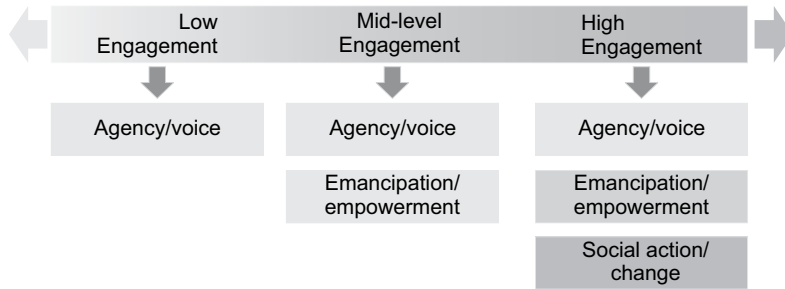 Low
Engagement
Mid-level
Engagement
High
Engagement
Agency/voice
Agency/voice
Agency/voice
Emancipation/
empowerment
Emancipation/
empowerment
Social action/
change